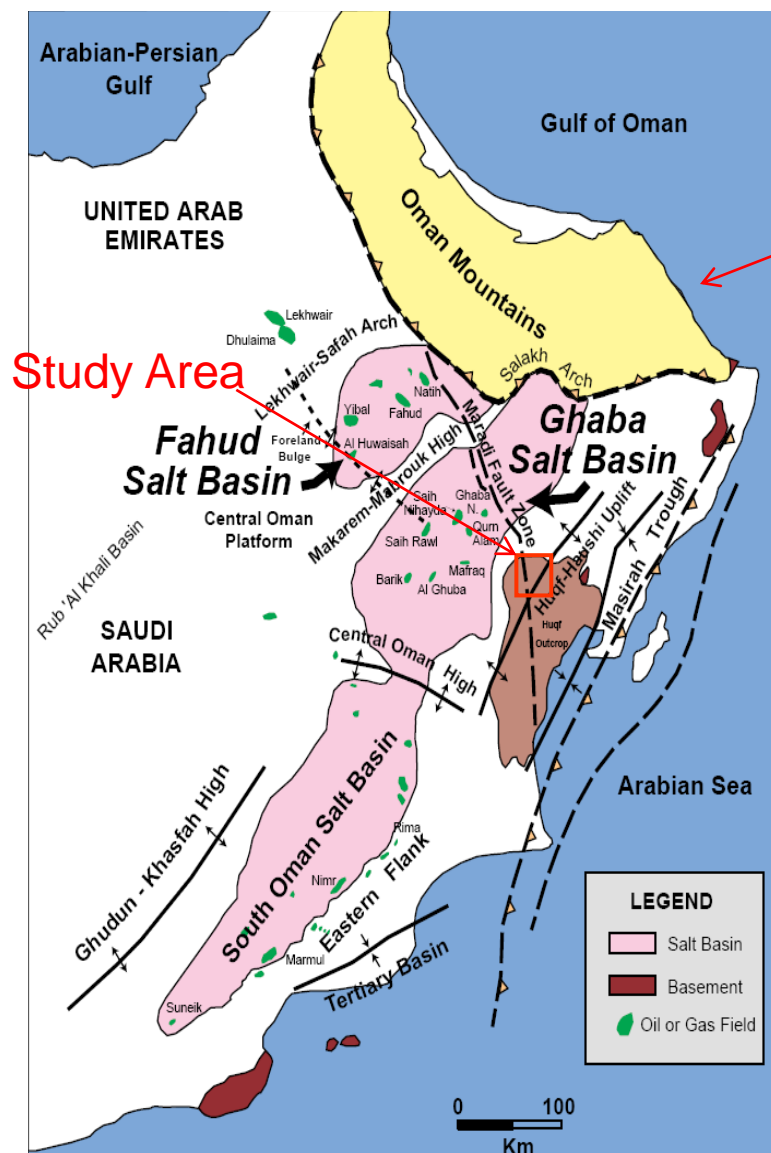 Arabian-Persian
Gulf
Gulf of Oman
UNITED ARAB
EMIRATES
Oman Mountains
Lekhwair
Dhulaima
Lekhwair-Safah Arch
Salakh Arch
Study Area
Natih
Yibal
Fahud
Al Huwaisah
Foreland
Bulge
Maradi Fault Zone
Ghaba
Salt Basin
Fahud
Salt Basin
Makarem-Mabrouk High
Central Oman
Platform
Saih
Nihayda
Ghaba
N.
Qurn
Alam
Saih Rawl
Mafraq
Barik
Al Ghuba
Huqf-Haushi Uplift
Masirah Trough
Rub 'Al Khali Basin
SAUDI
ARABIA
Huqf
Outcrop
Central Oman High
Arabian Sea
South Oman Salt Basin
Ghudun - Khasfah High
Rima
Nimr
Eastern Flank
Marmul
Tertiary Basin
Suneik
LEGEND
Salt Basin
Basement
Oil or Gas Field
0 100
Km